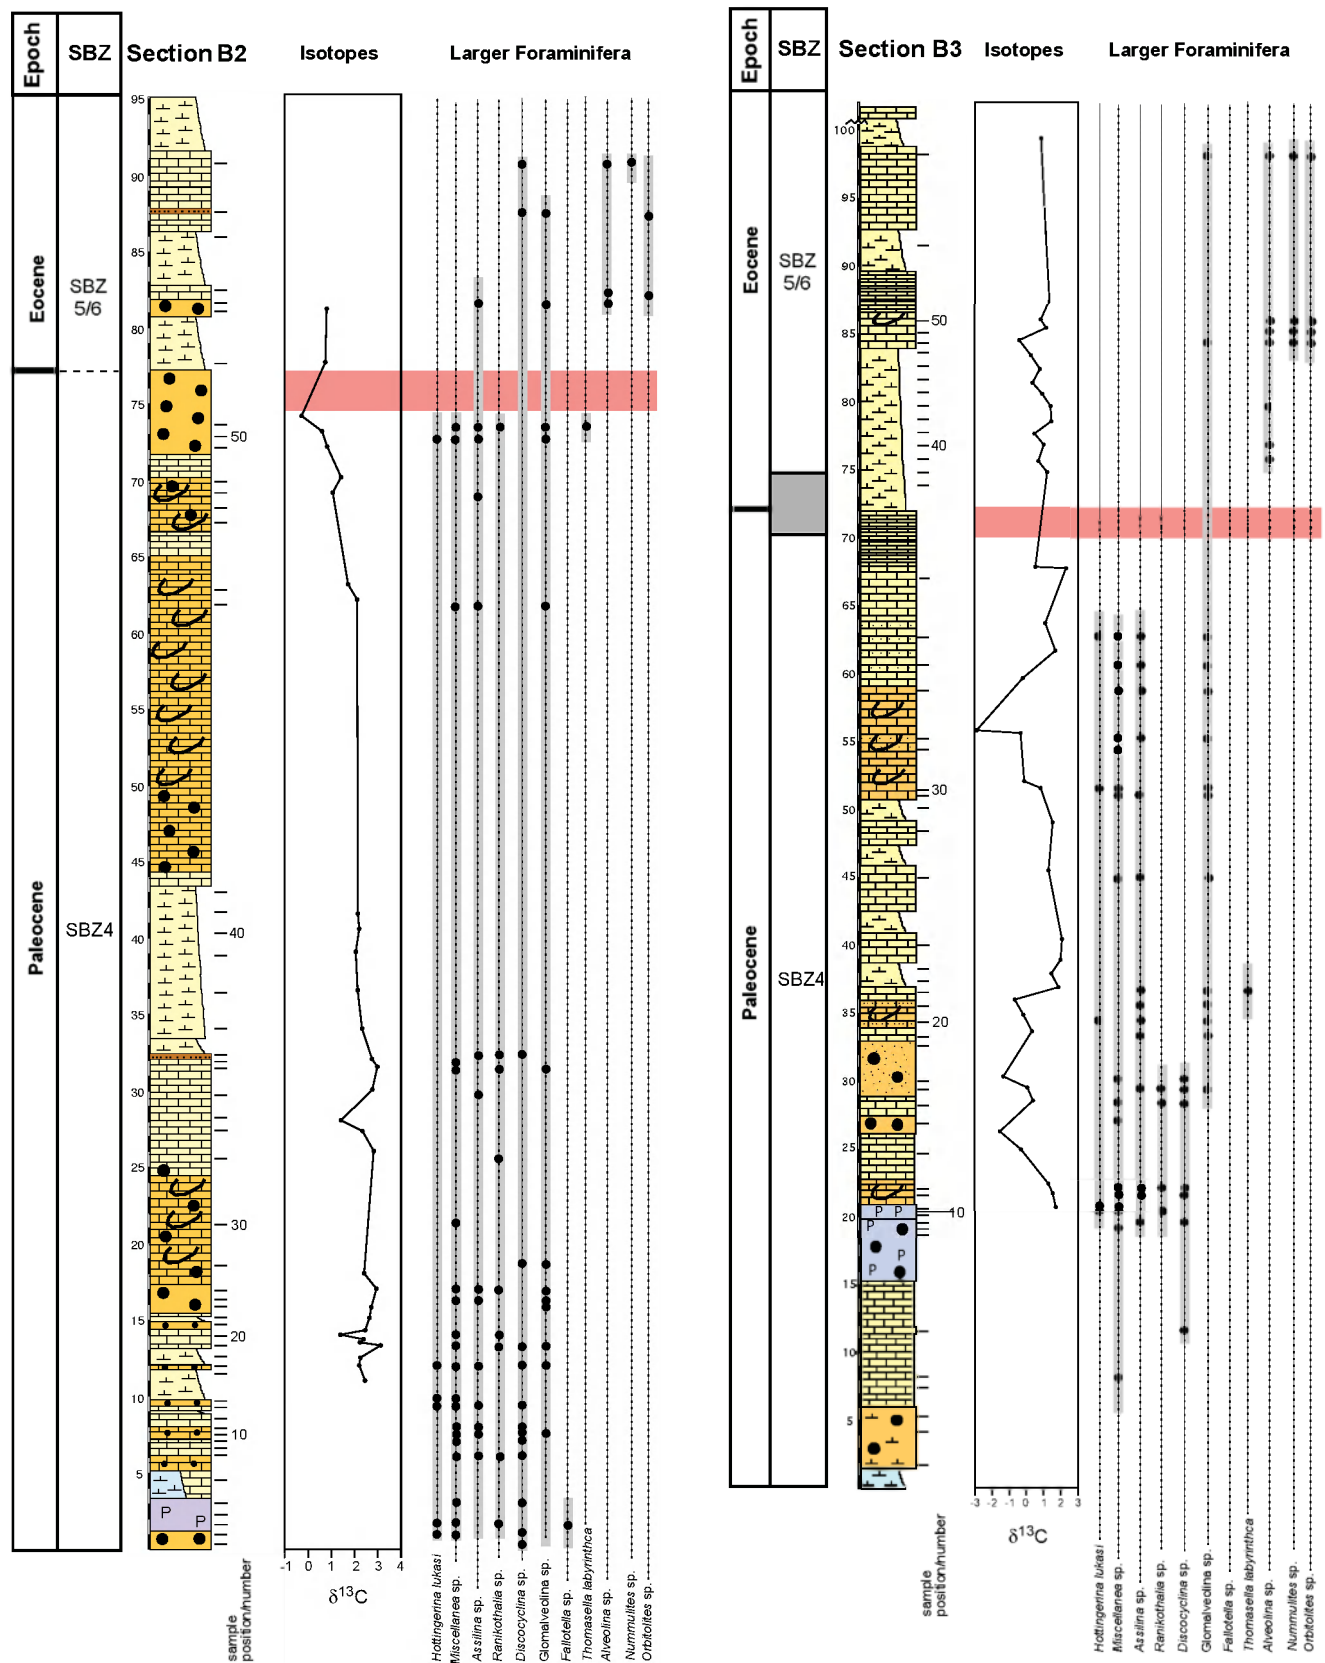 Epoch
SBZ
Section B2
Isotopes
Larger Foraminifera
Eocene
SBZ
5/6
Paleocene
SBZ4
95
90
85
80
75
70
65
60
55
50
45
40
35
30
25
20
15
10
5
50
40
30
20
10
P
P
sample
position/number
-1 0 1 2 3 4
δ13C
Hottingerina lukasi
Miscellanea sp.
Assilina sp.
Ranikothalia sp.
Discocyclina sp.
Glomalveolina sp.
Fallotella sp.
Thomasella labyrinthca
Alveolina sp.
Nummulites sp.
Orbitolites sp.
Epoch
SBZ
Section B3
Isotopes
Larger Foraminifera
Eocene
SBZ
5/6
Paleocene
SBZ4
100
95
90
85
80
75
70
65
60
55
50
45
40
35
30
25
20
15
10
5
50
40
30
20
10
P P
P
P
P
sample
position/number
-3 -2 -1 0 1 2 3
δ13C
Hottingerina lukasi
Miscellanea sp.
Assilina sp.
Ranikothalia sp.
Discocyclina sp.
Glomalveolina sp.
Fallotella sp.
Thomasella labyrinthca
Alveolina sp.
Nummulites sp.
Orbitolites sp.